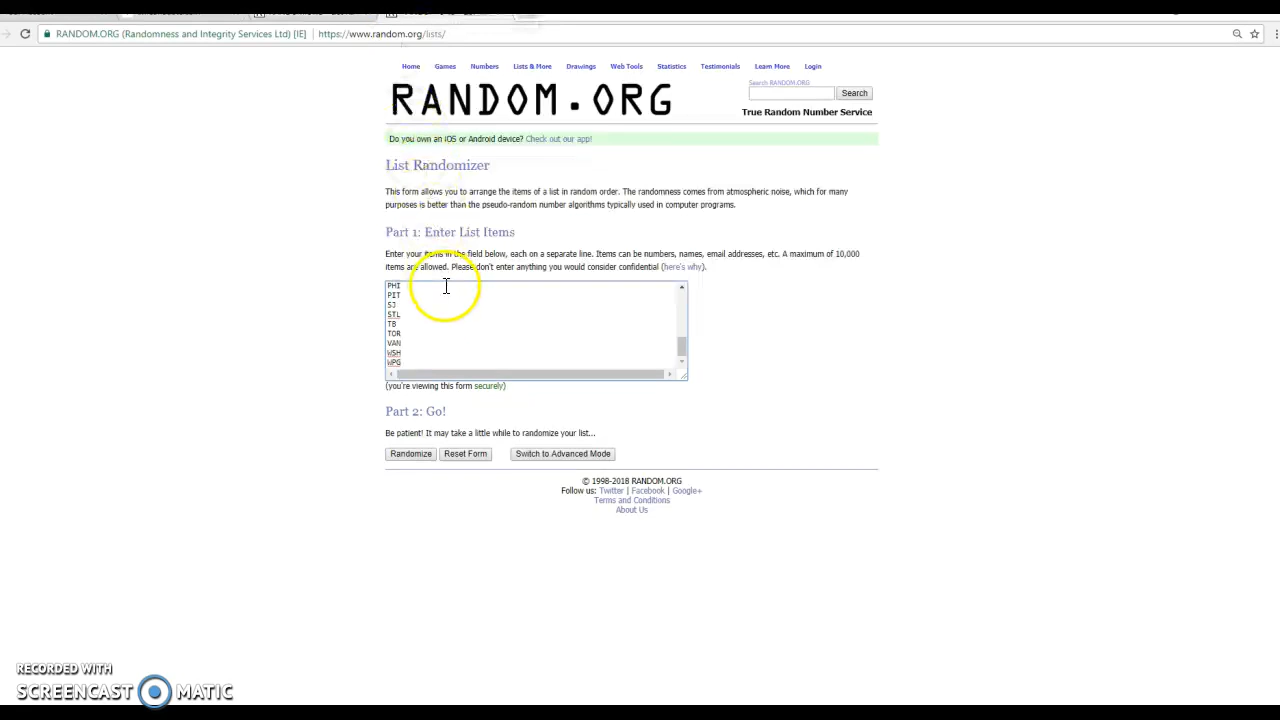 RANDOM.ORG (Randomness and Integrity Services Ltd) [IE] https://www.random.org/lists/
Home Games Numbers Lists & More Drawings Web Tools Statistics Testimonials Learn More Login
Search RANDOM.ORG
RANDOM.ORG
Search
True Random Number Service
Do you own an iOS or Android device? Check out our app!
List Randomizer
This form allows you to arrange the items of a list in random order. The randomness comes from atmospheric noise, which for many
purposes is better than the pseudo-random number algorithms typically used in computer programs.
Part 1: Enter List Items
Enter your items in the field below, each on a separate line. Items can be numbers, names, email addresses, etc. A maximum of 10,000
items are allowed. Please don't enter anything you would consider confidential (here's why).
PHI
PIT
SJ
STL
TB
TOR
VAN
WSH
WPG
(you're viewing this form securely)
Part 2: Go!
Be patient! It may take a little while to randomize your list...
Randomize Reset Form Switch to Advanced Mode
© 1998-2018 RANDOM.ORG
Follow us: Twitter | Facebook | Google+
Terms and Conditions
About Us
RECORDED WITH
SCREENCAST MATIC